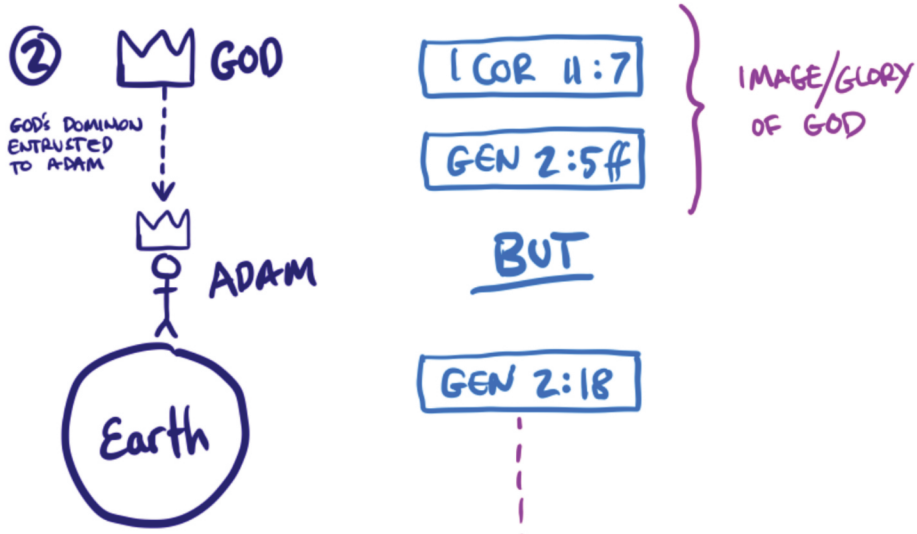 2
GOD
GOD'S DOMINON
ENTRUSTED
TO ADAM
ADAM
Earth
1 COR 11:7
GEN 2:5ff
IMAGE/GLORY
OF GOD
BUT
GEN 2:18